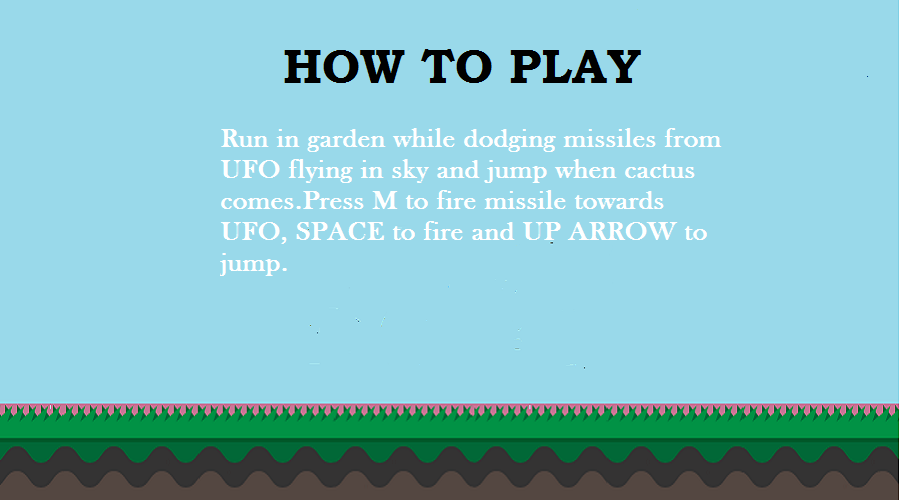 HOW TO PLAY
Run in garden while dodging missiles from
UFO flying in sky and jump when cactus
comes.Press M to fire missile towards
UFO, SPACE to fire and UP ARROW to
jump.